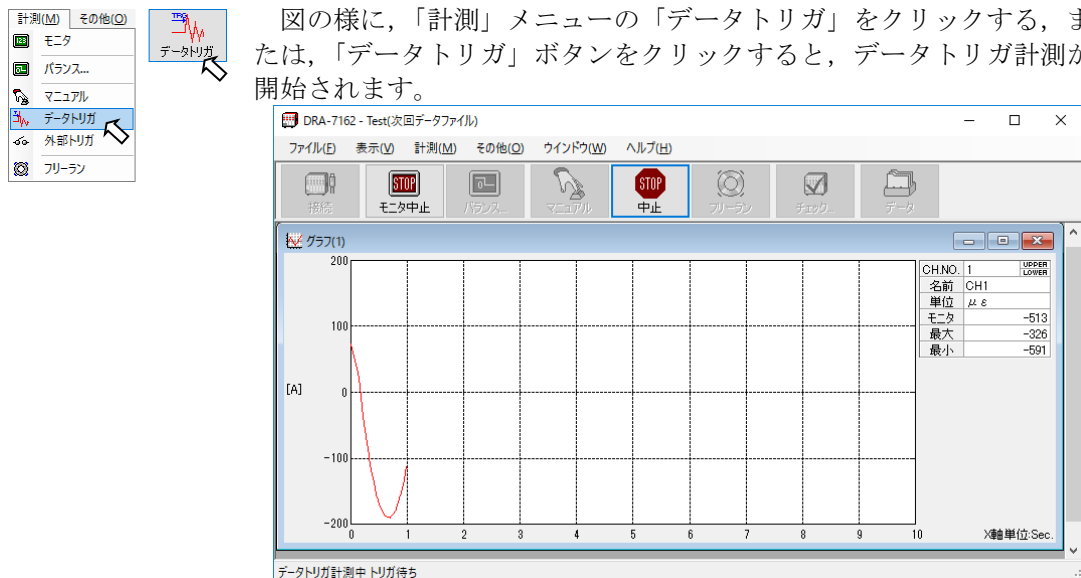 計測(M) その他(O)
モニタ
バランス...
マニュアル
データトリガ
外部トリガ
フリーラン
TRG
データトリガ
図の様に，「計測」メニューの「データトリガ」をクリックする，ま
たは，「データトリガ」ボタンをクリックすると，データトリガ計測が
開始されます。
DRA-7162 - Test(次回データファイル)
ファイル(F) 表示(V) 計測(M) その他(O) ウインドウ(W) ヘルプ(H)
STOP STOP
接続 モニタ中止 バランス... マニュアル 中止 フリーラン チェック... データ
グラフ(1)
200
100
[A] 0
-100
-200
0 1 2 3 4 5 6 7 8 9 10 X軸単位:Sec.
CH.NO. 1 UPPER LOWER
名前 CH1
単位 με
モニタ -513
最大 -326
最小 -591
データトリガ計測中 トリガ待ち